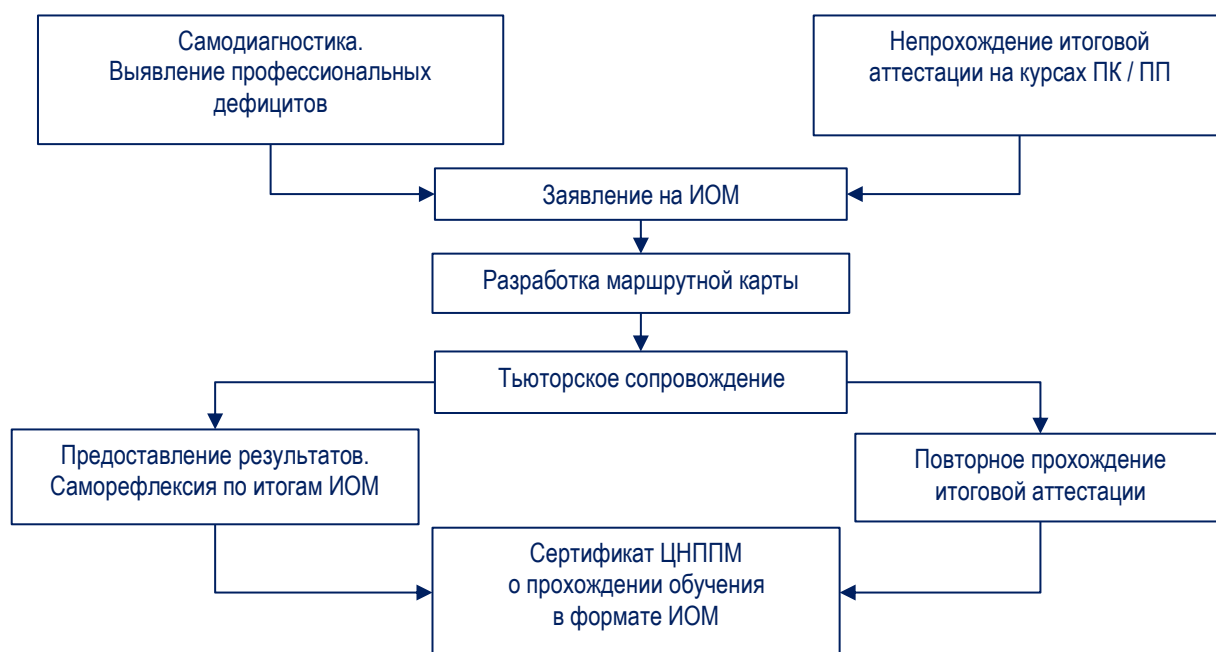 Самодиагностика.
Выявление профессиональных
дефицитов
Непрохождение итоговой
аттестации на курсах ПК / ПП
Заявление на ИОМ
Разработка маршрутной карты
Тьюторское сопровождение
Предоставление результатов.
Саморефлексия по итогам ИОМ
Повторное прохождение
итоговой аттестации
Сертификат ЦНППМ
о прохождении обучения
в формате ИОМ